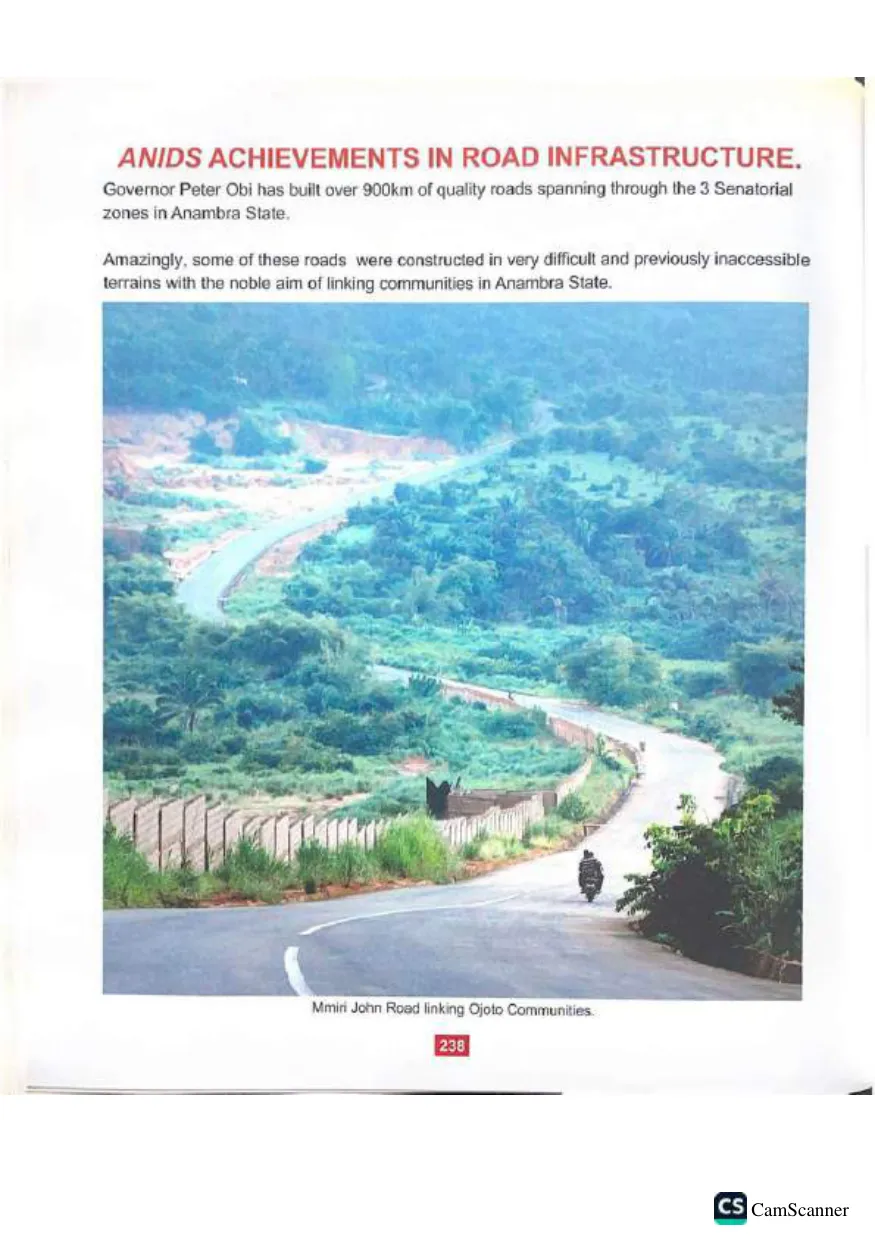 ANIDS ACHIEVEMENTS IN ROAD INFRASTRUCTURE.
Governor Peter Obi has built over 900km of quality roads spanning through the 3 Senatorial
zones in Anambra State.
Amazingly, some of these roads were constructed in very difficult and previously inaccessible
terrains with the noble aim of linking communities in Anambra State.
Mmiri John Road linking Ojoto Communities.
238
CS CamScanner